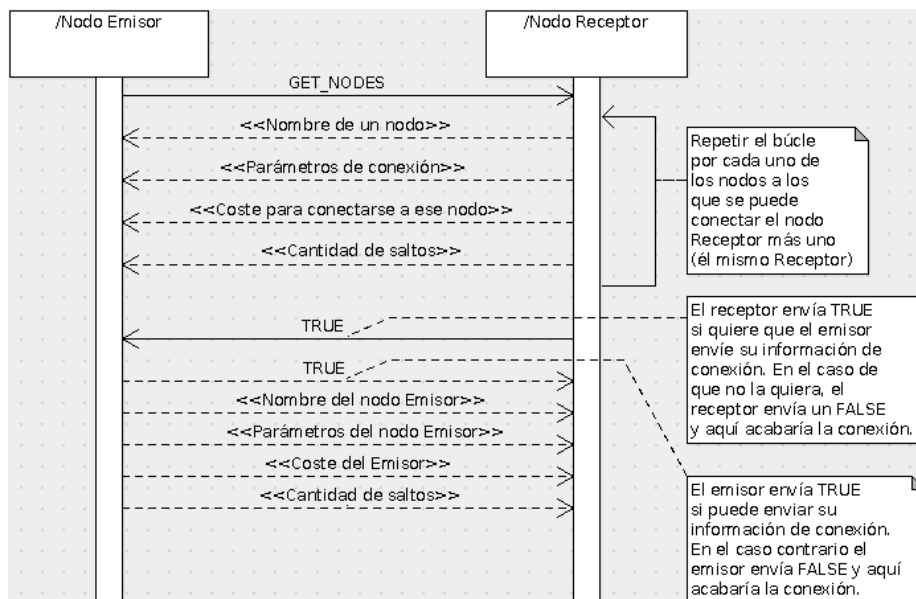 /Nodo Emisor
/Nodo Receptor
GET_NODES
<<Nombre de un nodo>>
<<Parámetros de conexión>>
<<Coste para conectarse a ese nodo>>
<<Cantidad de saltos>>
Repetir el búcle
por cada uno de
los nodos a los
que se puede
conectar el nodo
Receptor más uno
(él mismo Receptor)
TRUE
El receptor envía TRUE
si quiere que el emisor
envíe su información de
conexión. En el caso de
que no la quiera, el
receptor envía un FALSE
y aquí acabaría la conexión.
TRUE
<<Nombre del nodo Emisor>>
<<Parámetros del nodo Emisor>>
<<Coste del Emisor>>
<<Cantidad de saltos>>
El emisor envía TRUE
si puede enviar su
información de conexión.
En el caso contrario el
emisor envía FALSE y aquí
acabaría la conexión.